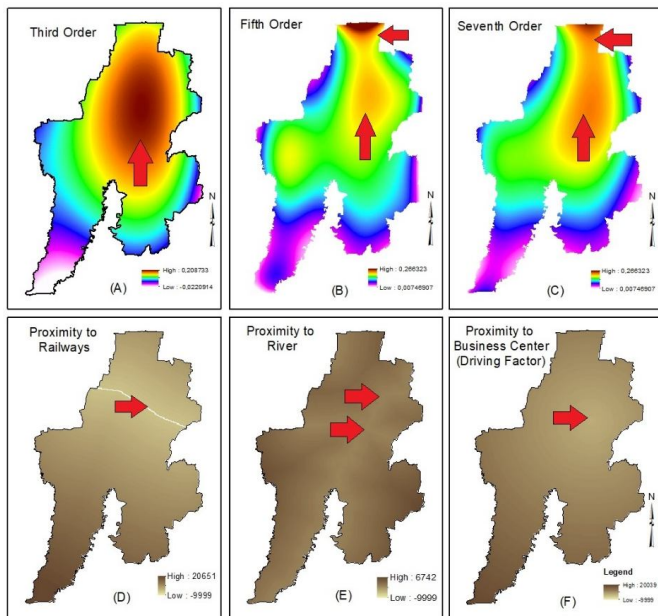 Third Order
N
High : 0,208733
Low : -0,0220914
(A)
Fifth Order
N
High : 0,266323
Low : 0,00746907
(B)
Seventh Order
N
High : 0,266323
Low : 0,00746907
(C)
Proximity to
Railways
High : 20651
Low : -9999
(D)
Proximity to
River
High : 6742
Low : -9999
(E)
Proximity to
Business Center
(Driving Factor)
N
Legend
High : 20039
Low : -9999
(F)